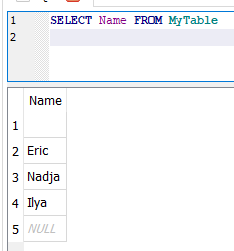 1 SELECT Name FROM MyTable
2
Name
1
2 Eric
3 Nadja
4 Ilya
5 NULL